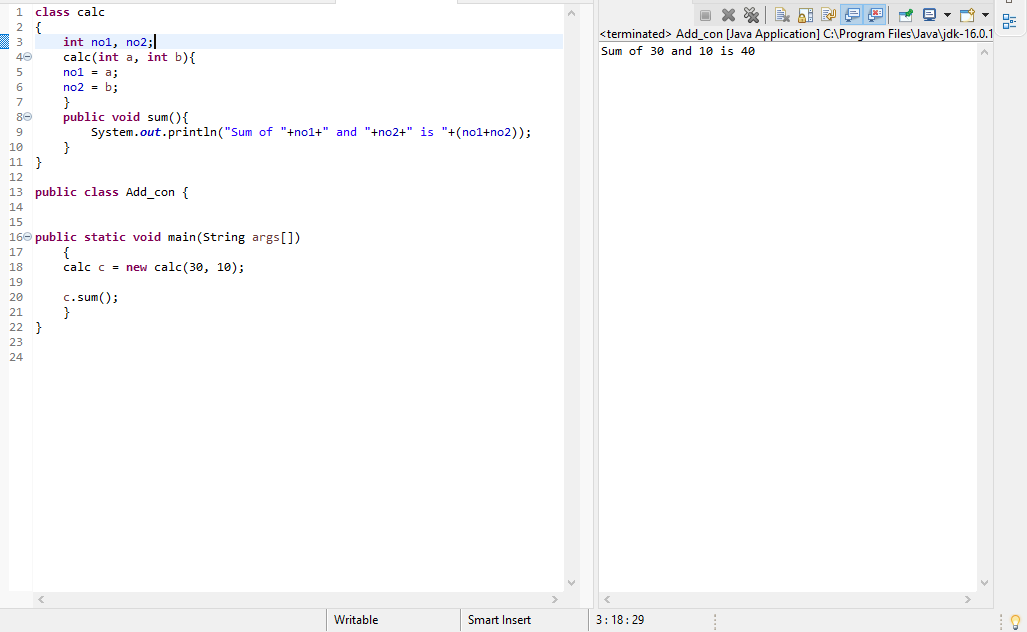 1 class calc
2 {
3 int no1, no2;
4 calc(int a, int b){
5 no1 = a;
6 no2 = b;
7 }
8 public void sum(){
9 System.out.println("Sum of "+no1+" and "+no2+" is "+(no1+no2));
10 }
11 }
12
13 public class Add_con {
14
15
16 public static void main(String args[])
17 {
18 calc c = new calc(30, 10);
19
20 c.sum();
21 }
22 }
23
24
<terminated> Add_con [Java Application] C:\Program Files\Java\jdk-16.0.1
Sum of 30 and 10 is 40
Writable Smart Insert 3 : 18 : 29